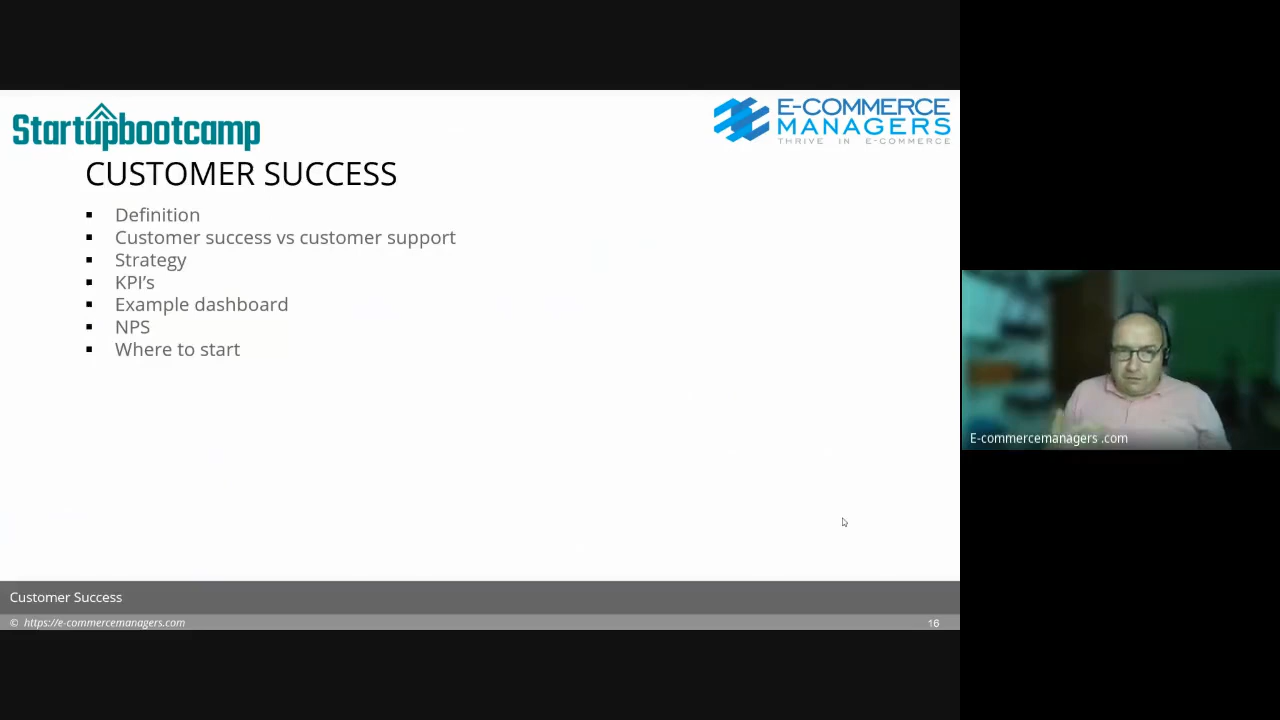 Startupbootcamp
E-COMMERCE
MANAGERS
THRIVE IN E-COMMERCE
CUSTOMER SUCCESS
▪ Definition
▪ Customer success vs customer support
▪ Strategy
▪ KPI’s
▪ Example dashboard
▪ NPS
▪ Where to start
E-commercemanagers .com
Customer Success
© https://e-commercemanagers.com
16